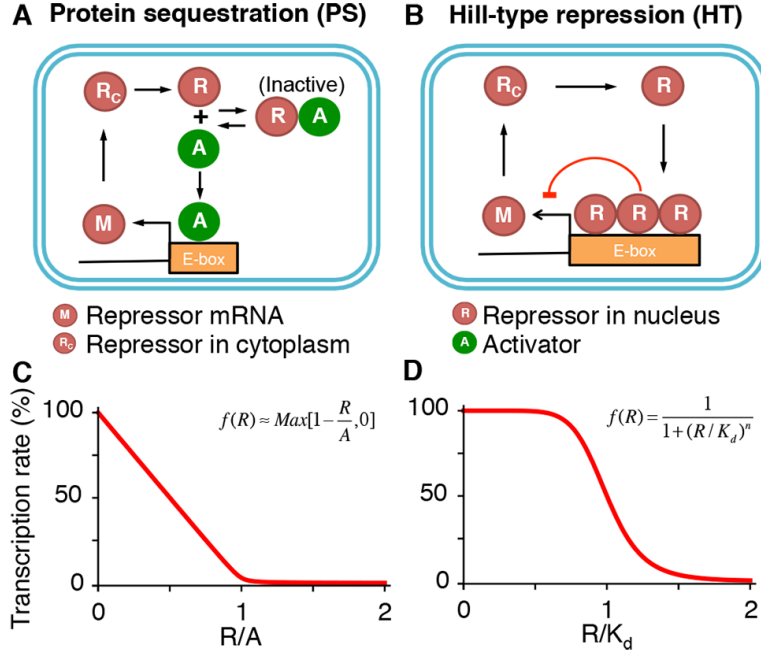 A Protein sequestration (PS)
B Hill-type repression (HT)
R_C
R
(Inactive)
+
R A
A
A
M
E-box
R_C
R
M
R R R
E-box
M Repressor mRNA
R_C Repressor in cytoplasm
R Repressor in nucleus
A Activator
C
Transcription rate (%)
100
50
0
0 1 2
R/A
f(R) ≈ Max[1−R/A,0]
D
100
50
0
0 1 2
R/K_d
f(R) = 1/(1+(R/K_d)^n)